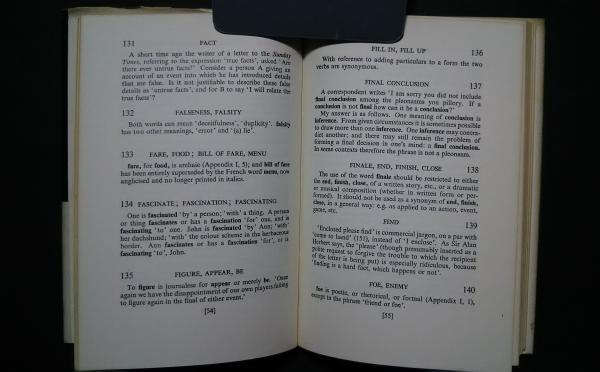 131 FACT
A short time ago the writer of a letter to the Sunday
Times, referring to the expression 'true facts', asked 'Are
there ever untrue facts?' Consider a person A giving an
account of an event into which he has introduced details
that are false. Is it not justifiable to describe these false
details as 'untrue facts', and for B to say 'I will relate
the true facts'?
132 FALSENESS, FALSITY
Both words can mean 'deceitfulness', 'duplicity'. falsity
has two other meanings, 'error' and '(a) lie'.
133 FARE, FOOD; BILL OF FARE, MENU
fare, for food, is archaic (Appendix I, 5); and bill of fare
has been entirely superseded by the French word menu, now
anglicised and no longer printed in italics.
134 FASCINATE; FASCINATION; FASCINATING
One is fascinated 'by' a person; 'with' a thing. A person
or thing fascinates or has a fascination 'for' one, and is
fascinating 'to' one. John is fascinated 'by' Ann; 'with'
her dachshund; 'with' the colour scheme in the herbaceous
border. Ann fascinates or has a fascination 'for', or is
fascinating 'to', John.
135 FIGURE, APPEAR, BE
To figure is journalese for appear or merely be. 'Once
again we have the disappointment of our own players failing
to figure again in the final of either event.'
[54]
FILL IN, FILL UP 136
With reference to adding particulars to a form the two
verbs are synonymous.
FINAL CONCLUSION 137
A correspondent writes 'I am sorry you did not include
final conclusion among the pleonasms you pillory. If a
conclusion is not final how can it be a conclusion?'
My answer is as follows. One meaning of conclusion is
inference. From given circumstances it is sometimes possible
to draw more than one inference. One inference may contra-
dict another; and there may still remain the problem of
forming a final decision in one's mind: a final conclusion.
In some contexts therefore the phrase is not a pleonasm.
FINALE, END, FINISH, CLOSE 138
The use of the word finale should be restricted to either
the end, finish, close, of a written story, etc., or a dramatic
or musical composition (whether in written form or per-
formed). It should not be used as a synonym of end, finish,
close, in a general way: e.g. as applied to an action, event,
game, etc.
FIND 139
'Enclosed please find' is commercial jargon, on a par with
'come to hand' (151), instead of 'I enclose'. As Sir Alan
Herbert says, the 'please' (though presumably inserted as a
polite request to forgive the trouble to which the recipient
of the letter is being put) is especially ridiculous, because
'finding is a hard fact, which happens or not'.
FOE, ENEMY 140
foe is poetic, or rhetorical, or formal (Appendix I, 1),
except in the phrase 'friend or foe'.
[55]